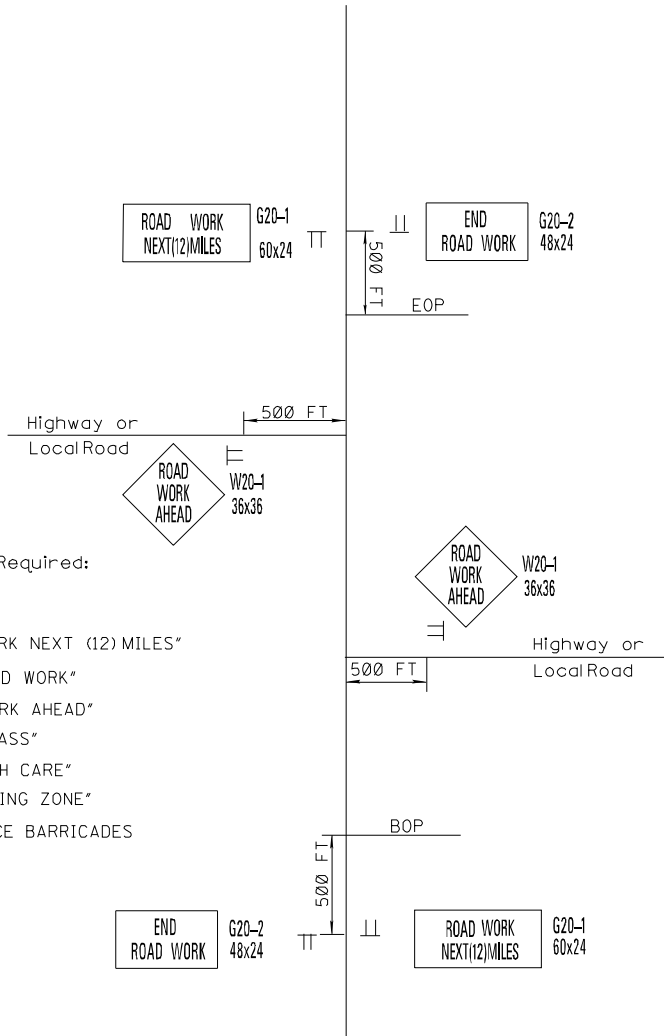 ROAD WORK
NEXT(12)MILES
G20-1
60x24
END
ROAD WORK
G20-2
48x24
500 FT
EOP
500 FT
Highway or
Local Road
ROAD
WORK
AHEAD
W20-1
36x36
ROAD
WORK
AHEAD
W20-1
36x36
Required:
RK NEXT (12) MILES"
D WORK"
RK AHEAD"
ASS"
H CARE"
ING ZONE"
CE BARRICADES
Highway or
Local Road
500 FT
BOP
500 FT
END
ROAD WORK
G20-2
48x24
ROAD WORK
NEXT(12)MILES
G20-1
60x24